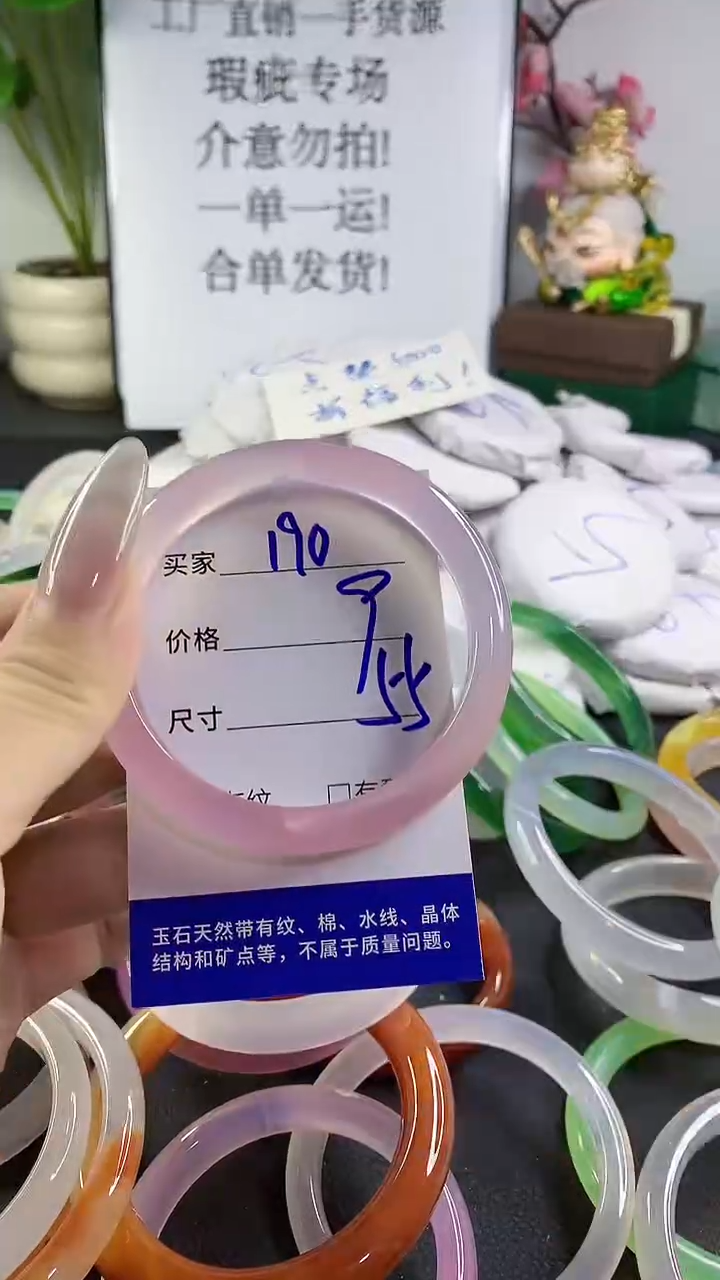 工厂直销一手货源
瑕疵专场
介意勿拍!
一单一运!
合单发货!
买家 190
价格
尺寸 55
玉石天然带有纹、棉、水线、晶体
结构和矿点等，不属于质量问题。